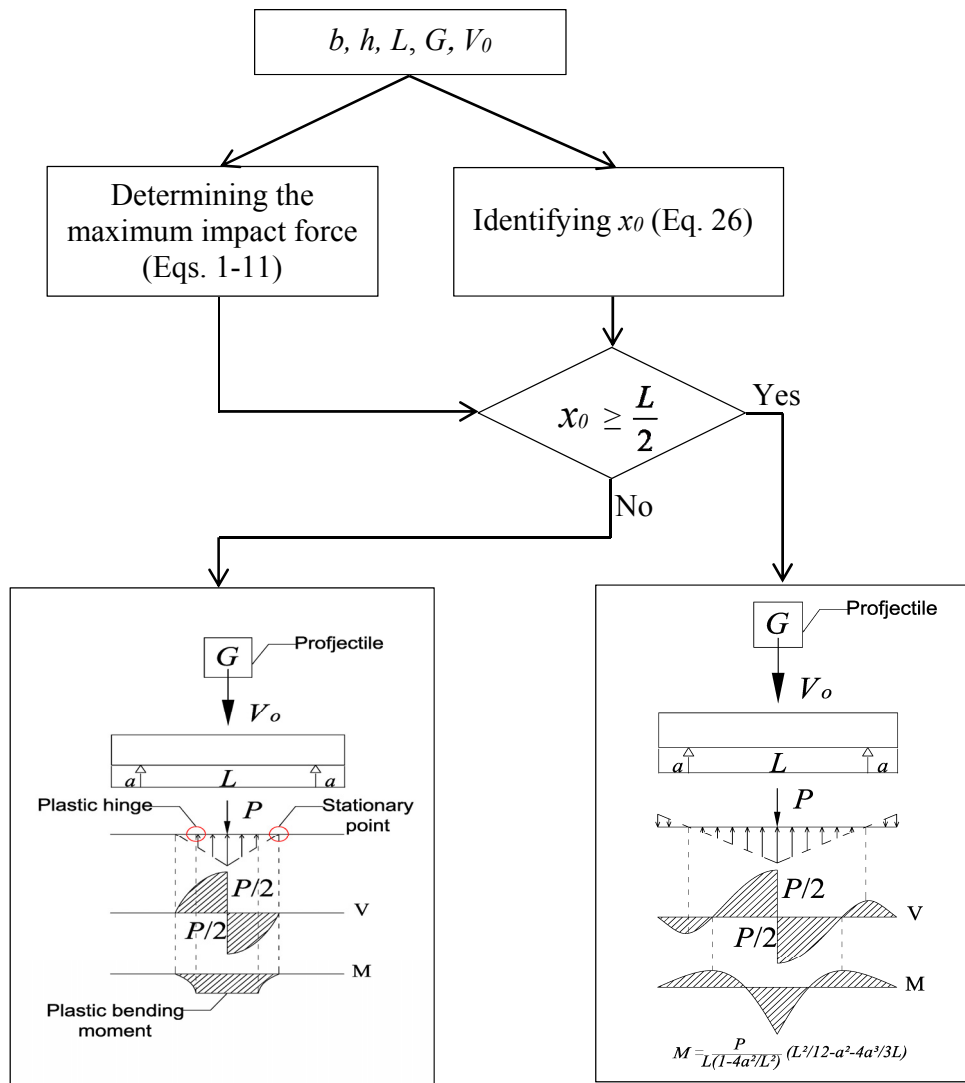 b, h, L, G, V₀
Determining the
maximum impact force
(Eqs. 1-11)
Identifying x₀ (Eq. 26)
x₀ ≥ L/2
Yes
No
Profjectile
G
Vₒ
a L a
Plastic hinge
P
Stationary
point
P/2
V
P/2
M
Plastic bending
moment
Profjectile
G
Vₒ
a L a
P
P/2
V
P/2
M
M = P/L(1-4a²/L²) (L²/12-a²-4a³/3L)